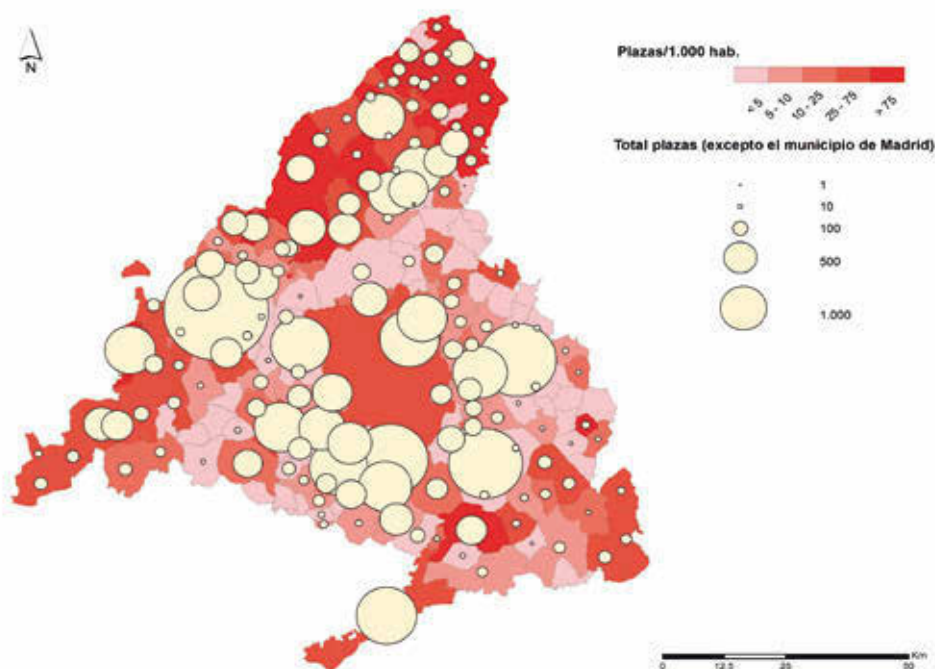 N
Plazas/1.000 hab.
< 5
5 - 10
10 - 25
25 - 75
> 75
Total plazas (excepto el municipio de Madrid)
1
10
100
500
1.000
Km
0
12.5
25
50